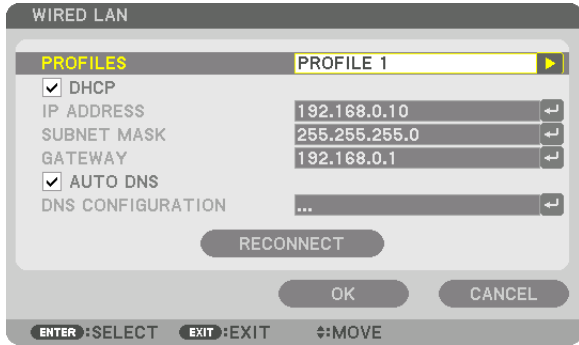 WIRED LAN
PROFILES PROFILE 1
DHCP
IP ADDRESS 192.168.0.10
SUBNET MASK 255.255.255.0
GATEWAY 192.168.0.1
AUTO DNS
DNS CONFIGURATION ...
RECONNECT
OK CANCEL
ENTER:SELECT EXIT:EXIT :MOVE